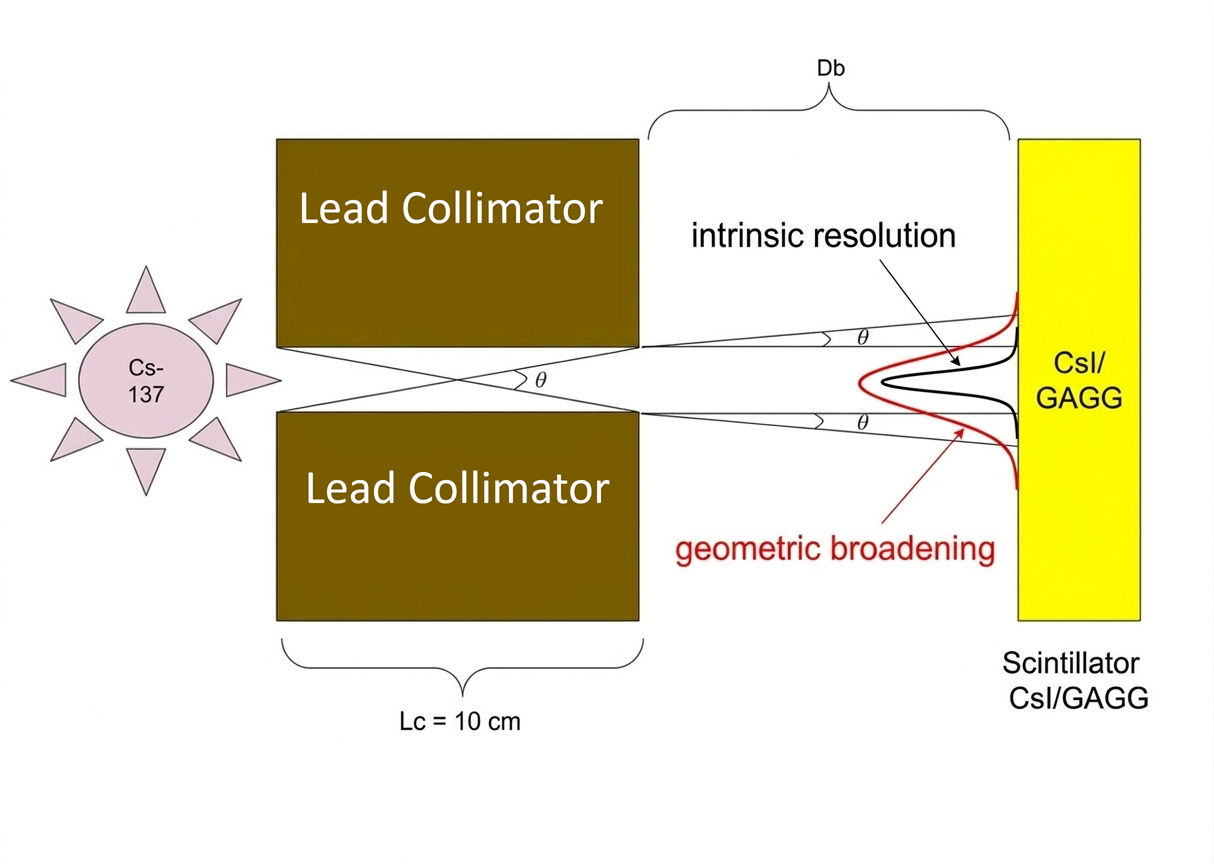 Db
Lead Collimator
intrinsic resolution
θ
Cs-
137
θ
CsI/
GAGG
θ
Lead Collimator
geometric broadening
Scintillator
CsI/GAGG
Lc = 10 cm